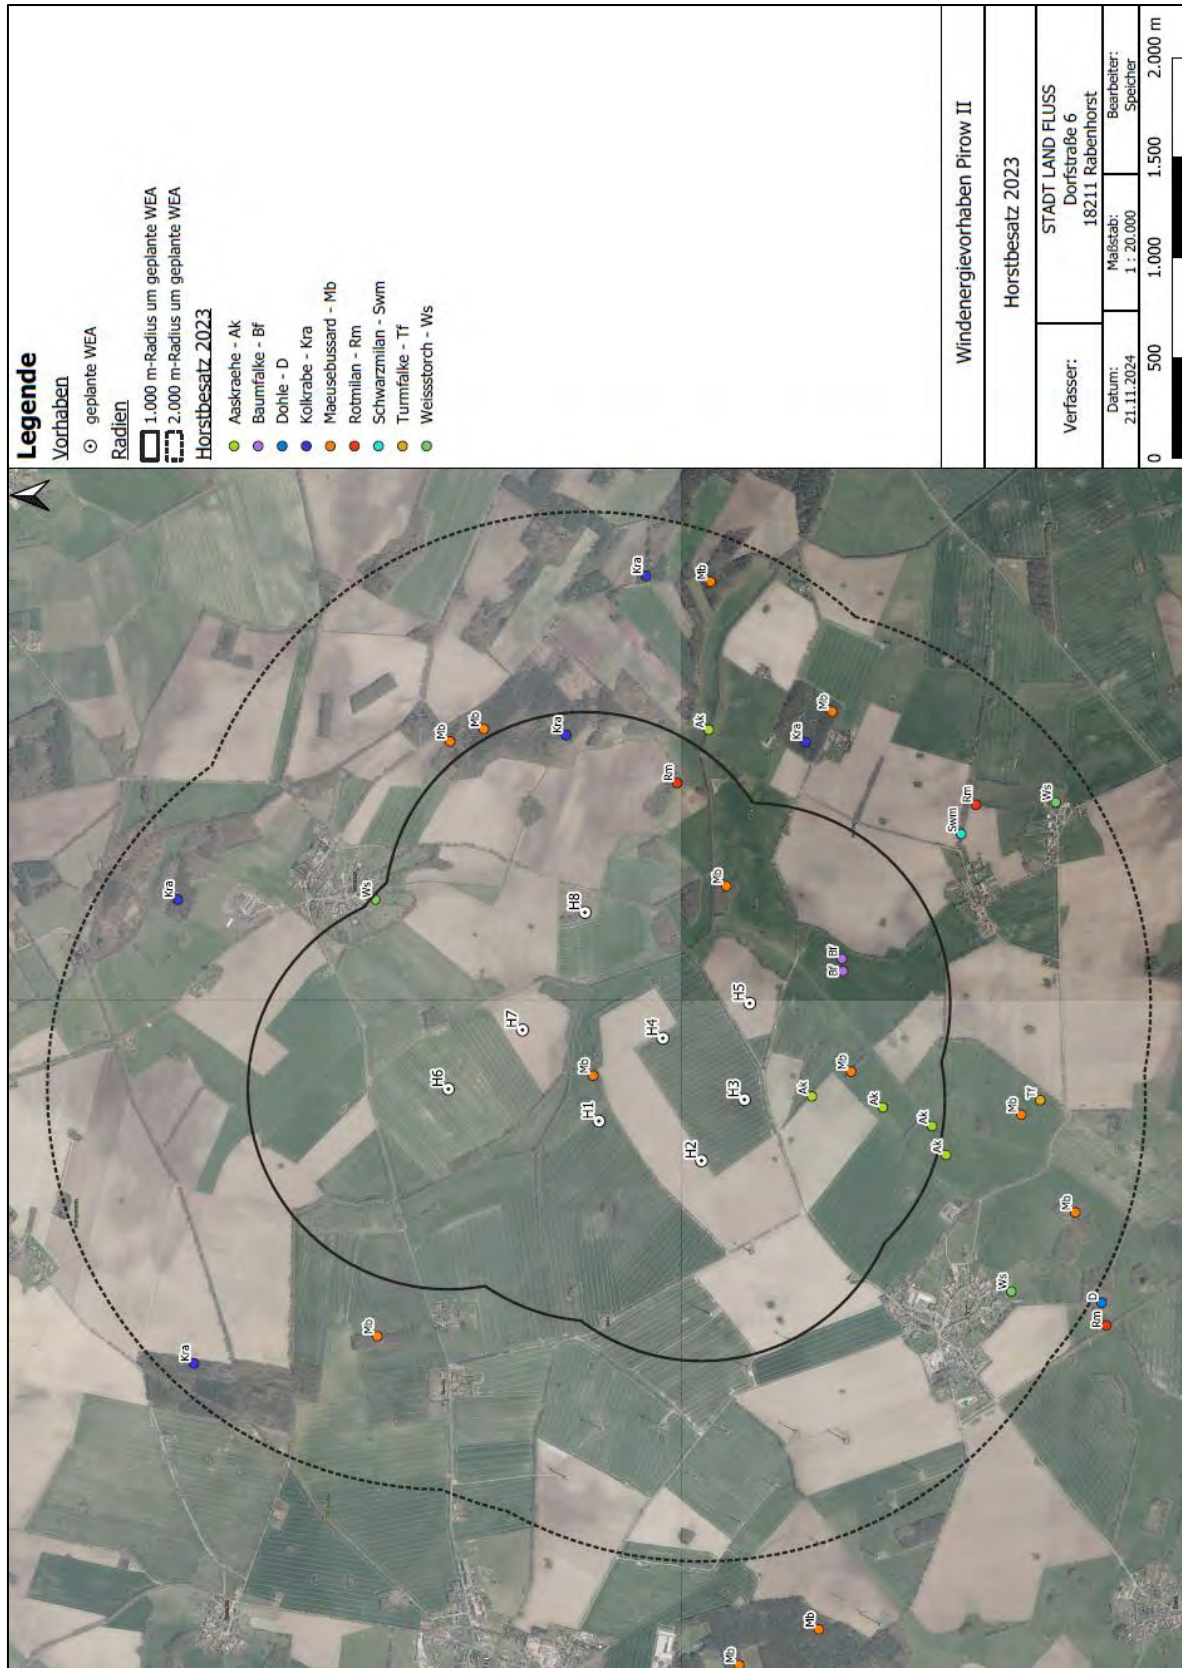 Legende
Vorhaben
geplante WEA
Radien
1.000 m-Radius um geplante WEA
2.000 m-Radius um geplante WEA
Horstbesatz 2023
Aaskraehe - Ak
Baumfalke - Bf
Dohle - D
Kolkrabe - Kra
Maeusebussard - Mb
Rotmilan - Rm
Schwarzmilan - Swm
Turmfalke - Tf
Weissstorch - Ws
Windenergievorhaben Pirow II
Horstbesatz 2023
Verfasser:
STADT LAND FLUSS
Dorfstraße 6
18211 Rabenhorst
Datum:
21.11.2024
Maßstab:
1 : 20.000
Bearbeiter:
Speicher
0 500 1.000 1.500 2.000 m
Kra
Kra
Mb
Ws
Mb
Mb
H6
H7
Kra
H8
Mb
H1
Kra
Rm
H4
Mb
H2
Ak
Mb
H3
H5
Mb
Kra
Mb
Ak
Bf
Bf
Mb
Mb
Ak
Ak
Ak
Swm
Rm
Ws
Mb
Tf
Ws
Mb
Rm
D